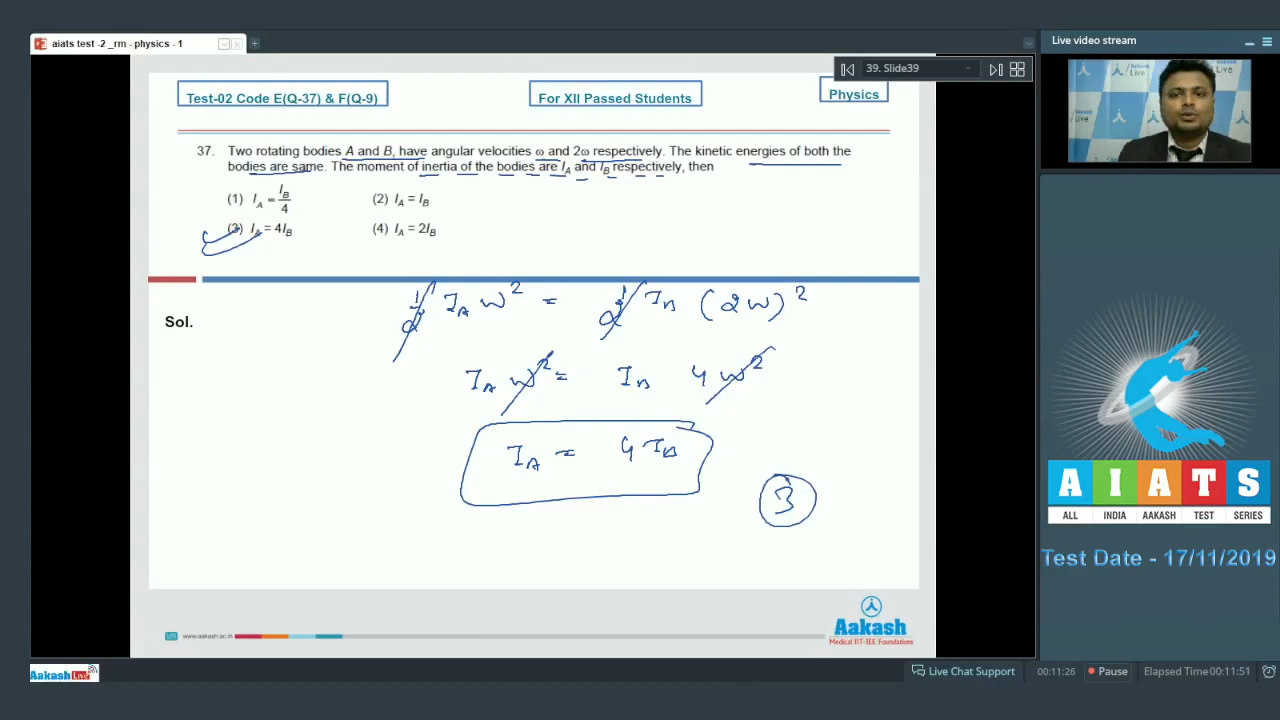 aiats test -2 _rm - physics - 1
39. Slide39
Live video stream
Aakash Live
Test-02 Code E(Q-37) & F(Q-9)
For XII Passed Students
Physics
37. Two rotating bodies A and B, have angular velocities ω and 2ω respectively. The kinetic energies of both the
bodies are same. The moment of inertia of the bodies are I_A and I_B respectively, then
(1) I_A = I_B/4 (2) I_A = I_B
(3) I_A = 4I_B (4) I_A = 2I_B
Sol.
1/2 I_A ω² = 1/2 I_B (2ω)²
I_A ω² = I_B 4 ω²
I_A = 4 I_B
3
AIATS
ALL INDIA AAKASH TEST SERIES
Test Date - 17/11/2019
www.aakash.ac.in
Aakash
Medical|IIT-JEE|Foundations
Aakash Live
Live Chat Support
00:11:26
Pause
Elapsed Time 00:11:51